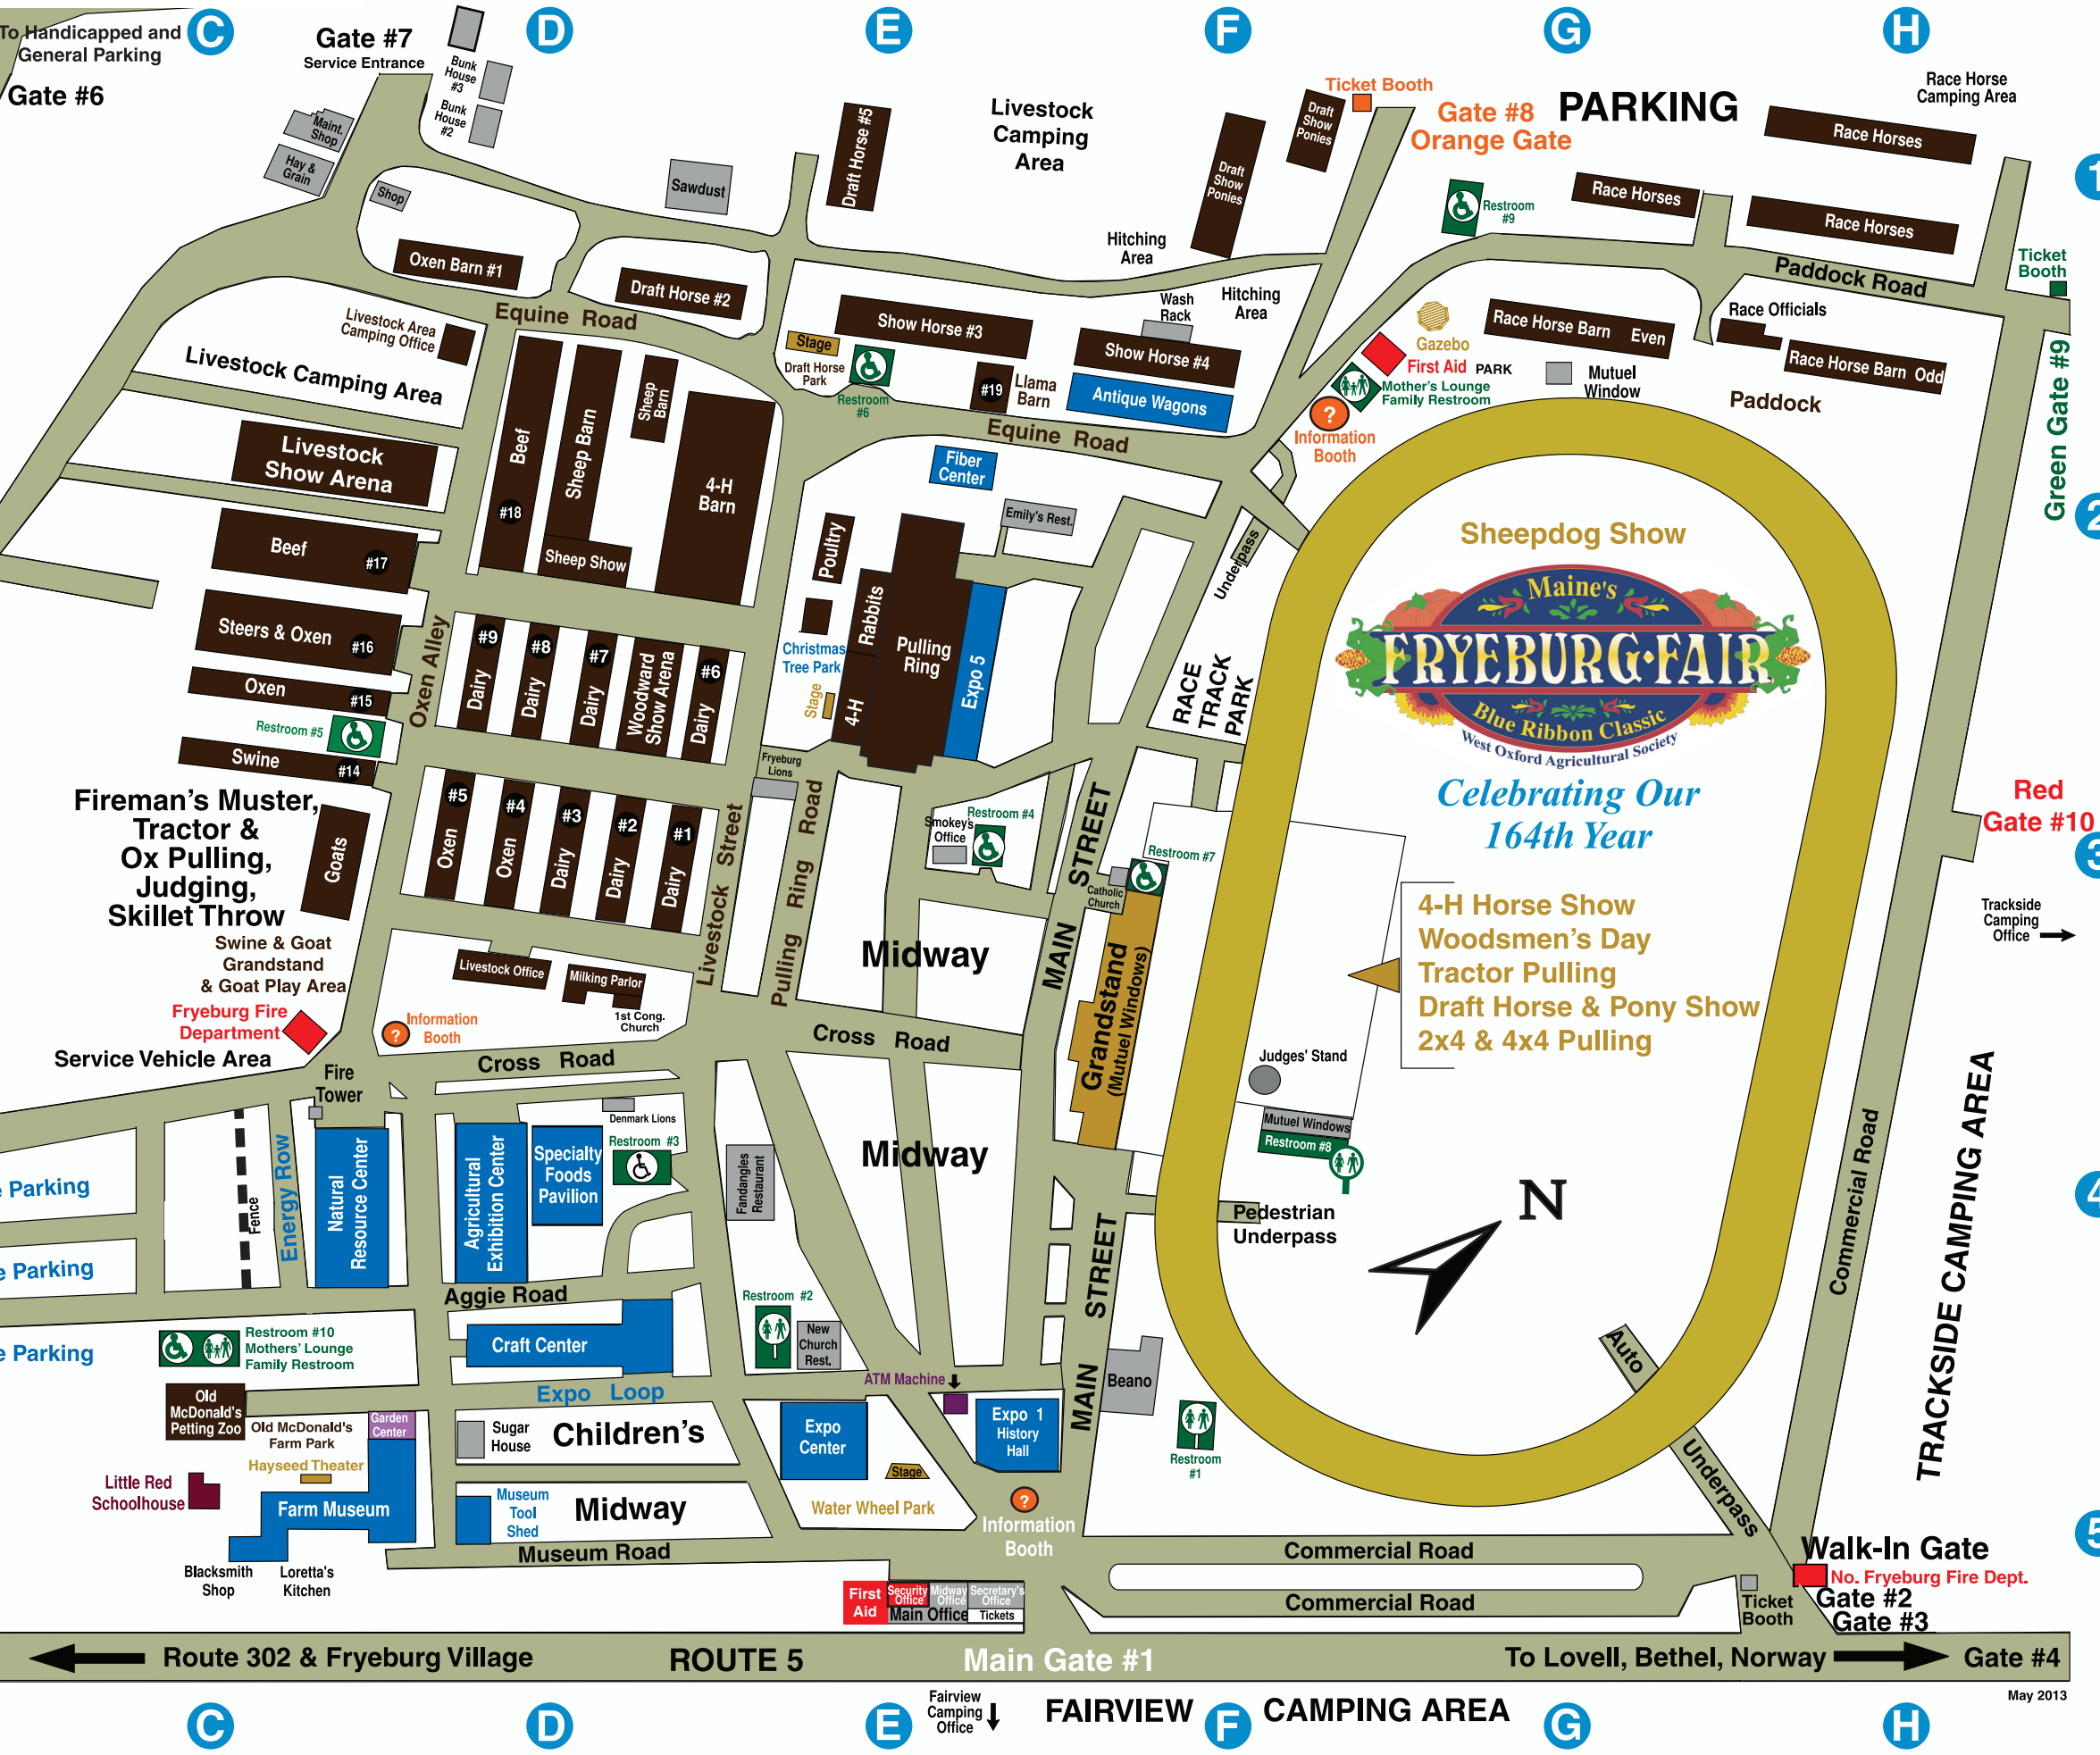 C
D
E
F
G
H
To Handicapped and
General Parking
Gate #6
Gate #7
Service Entrance
Bunk
House
#3
Bunk
House
#2
Maint.
Shop
Hay &
Grain
Shop
Sawdust
Draft Horse #5
Livestock
Camping
Area
Draft
Show
Ponies
Draft
Show
Ponies
Ticket Booth
Gate #8
Orange Gate
PARKING
Race Horse
Camping Area
Race Horses
Race Horses
Race Horses
1
Restroom
#9
Hitching
Area
Hitching
Area
Wash
Rack
Oxen Barn #1
Draft Horse #2
Equine Road
Paddock Road
Ticket
Booth
Green Gate #9
Livestock Area
Camping Office
Livestock Camping Area
Stage
Draft Horse
Park
Restroom
#6
Show Horse #3
Show Horse #4
#19
Llama
Barn
Antique Wagons
Equine Road
Gazebo
First Aid
PARK
Mother's Lounge
Family Restroom
?
Information
Booth
Race Horse Barn Even
Mutuel
Window
Race Officials
Race Horse Barn Odd
Paddock
Livestock
Show Arena
Beef
#18
Sheep Barn
Sheep
Barn
Sheep Show
4-H
Barn
Fiber
Center
Emily's Rest.
Underpass
2
Beef
#17
Steers & Oxen
#16
Oxen
#15
Restroom #5
Swine
#14
Oxen Alley
#9
Dairy
#8
Dairy
#7
Dairy
Woodward
Show Arena
#6
Dairy
Poultry
Rabbits
4-H
Pulling
Ring
Expo 5
Christmas
Tree Park
Stage
RACE
TRACK
PARK
Sheepdog Show
Maine's
FRYEBURG·FAIR
Blue Ribbon Classic
West Oxford Agricultural Society
Celebrating Our
164th Year
Red
Gate #10
3
Trackside
Camping
Office
Fireman's Muster,
Tractor &
Ox Pulling,
Judging,
Skillet Throw
Goats
Swine & Goat
Grandstand
& Goat Play Area
Fryeburg Fire
Department
Service Vehicle Area
#5
Oxen
#4
Oxen
#3
Dairy
#2
Dairy
#1
Dairy
Fryeburg
Lions
Livestock Street
Pulling Ring Road
Smokey's
Office
Restroom #4
MAIN STREET
Restroom #7
Catholic
Church
Midway
Grandstand
(Mutuel Windows)
4-H Horse Show
Woodsmen's Day
Tractor Pulling
Draft Horse & Pony Show
2x4 & 4x4 Pulling
Livestock Office
Milking Parlor
1st Cong.
Church
?
Information
Booth
Cross Road
Cross Road
Fire
Tower
Judges' Stand
Mutuel Windows
Restroom #8
Parking
Parking
Parking
Fence
Energy Row
Natural
Resource Center
Agricultural
Exhibition Center
Specialty
Foods
Pavilion
Denmark Lions
Restroom #3
Fandangles
Restaurant
Midway
N
Pedestrian
Underpass
MAIN STREET
Commercial Road
TRACKSIDE CAMPING AREA
4
Aggie Road
Craft Center
Restroom #2
New
Church
Rest.
Restroom #10
Mothers' Lounge
Family Restroom
Old
McDonald's
Petting Zoo
Old McDonald's
Farm Park
Garden
Center
Hayseed Theater
Little Red
Schoolhouse
Farm Museum
Blacksmith
Shop
Loretta's
Kitchen
Expo Loop
Sugar
House
Children's
Museum
Tool
Shed
Midway
Museum Road
ATM Machine
Expo
Center
Stage
Water Wheel Park
Expo 1
History
Hall
?
Information
Booth
MAIN
Beano
Restroom
#1
Auto
Underpass
5
Commercial Road
Commercial Road
Walk-In Gate
No. Fryeburg Fire Dept.
Ticket
Booth
Gate #2
Gate #3
First
Aid
Security
Office
Midway
Office
Secretary's
Office
Main Office
Tickets
Route 302 & Fryeburg Village
ROUTE 5
Main Gate #1
To Lovell, Bethel, Norway
Gate #4
May 2013
Fairview
Camping
Office
FAIRVIEW CAMPING AREA
C
D
E
F
G
H